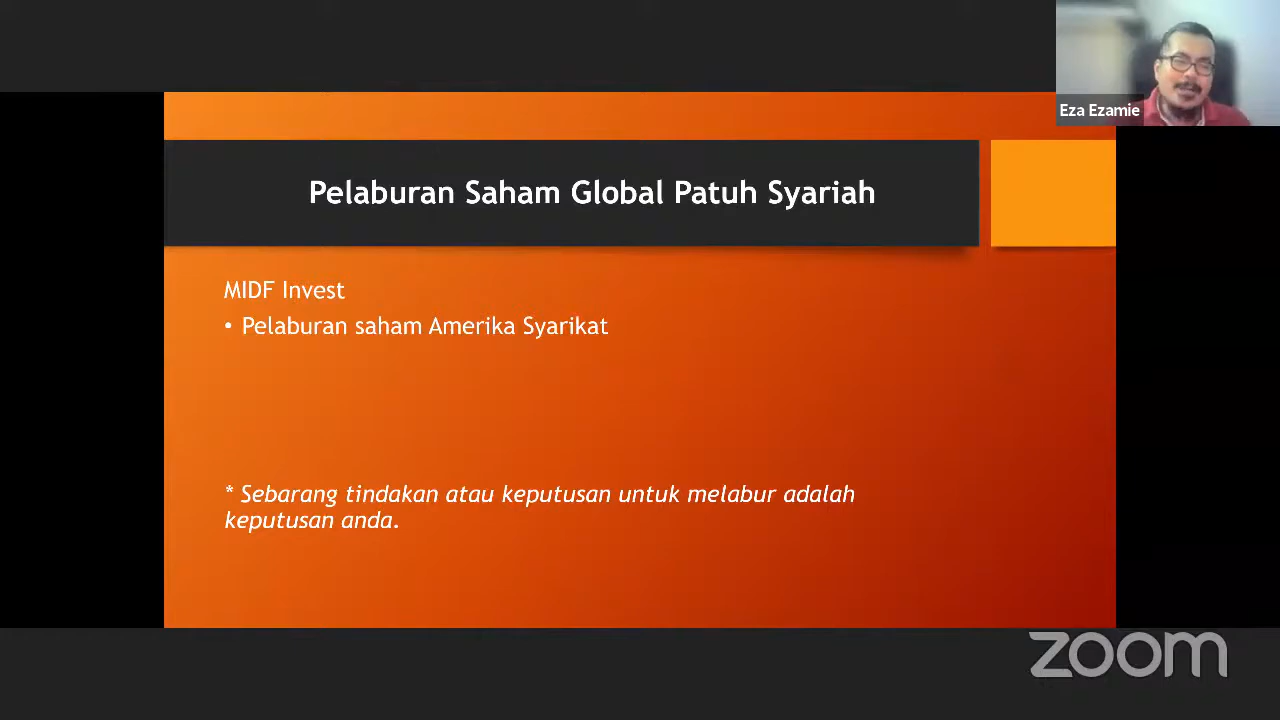 Eza Ezamie
Pelaburan Saham Global Patuh Syariah
MIDF Invest
• Pelaburan saham Amerika Syarikat
* Sebarang tindakan atau keputusan untuk melabur adalah
keputusan anda.
zoom